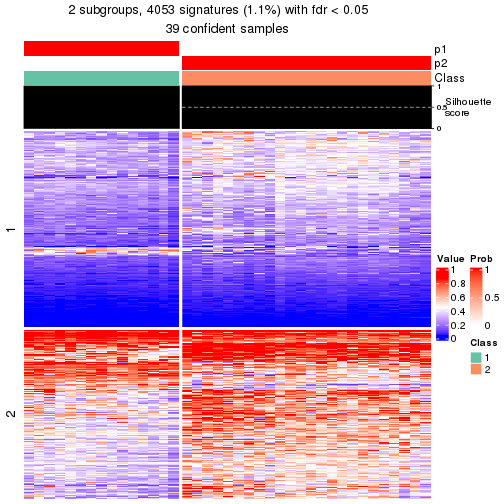 2 subgroups, 4053 signatures (1.1%) with fdr < 0.05
39 confident samples
p1
p2
Class
1
0.5
0
Silhouette
score
1
2
Value
1
0.8
0.6
0.4
0.2
0
Prob
1
0.5
0
Class
1
2